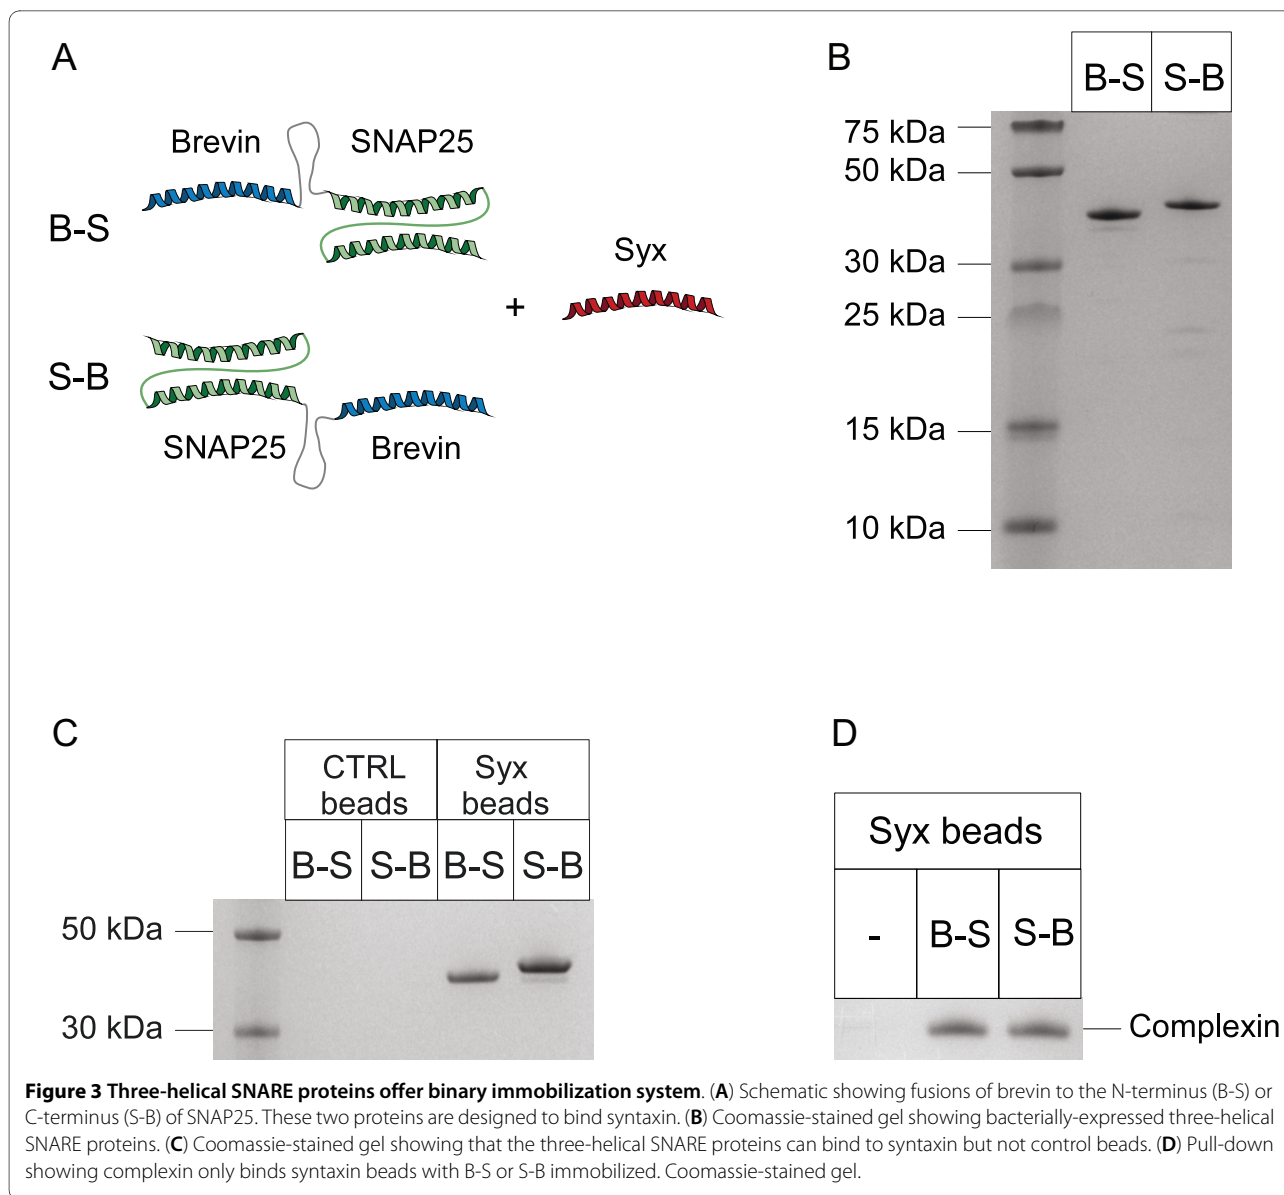 A
Brevin
SNAP25
B-S
Syx
+
S-B
SNAP25
Brevin
B
B-S
S-B
75 kDa
50 kDa
30 kDa
25 kDa
15 kDa
10 kDa
C
CTRL beads
Syx beads
B-S
S-B
B-S
S-B
50 kDa
30 kDa
D
Syx beads
-
B-S
S-B
Complexin
Figure 3 Three-helical SNARE proteins offer binary immobilization system. (A) Schematic showing fusions of brevin to the N-terminus (B-S) or
C-terminus (S-B) of SNAP25. These two proteins are designed to bind syntaxin. (B) Coomassie-stained gel showing bacterially-expressed three-helical
SNARE proteins. (C) Coomassie-stained gel showing that the three-helical SNARE proteins can bind to syntaxin but not control beads. (D) Pull-down
showing complexin only binds syntaxin beads with B-S or S-B immobilized. Coomassie-stained gel.